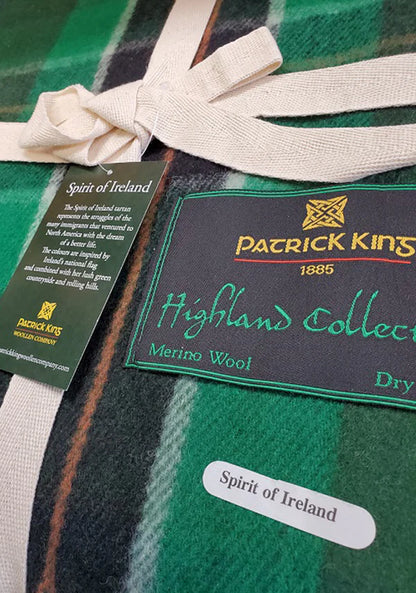 Spirit of Ireland
The Spirit of Ireland tartan
represents the struggles of the
many immigrants that ventured to
North America with the dream
of a better life.
The colours are inspired by
Ireland's national flag
and combined with her lush green
countryside and rolling hills.
PATRICK KING
WOOLLEN COMPANY
patrickkingwoollencompany.com
PATRICK KING
1885
Highland Collec
Merino Wool
Dry
Spirit of Ireland